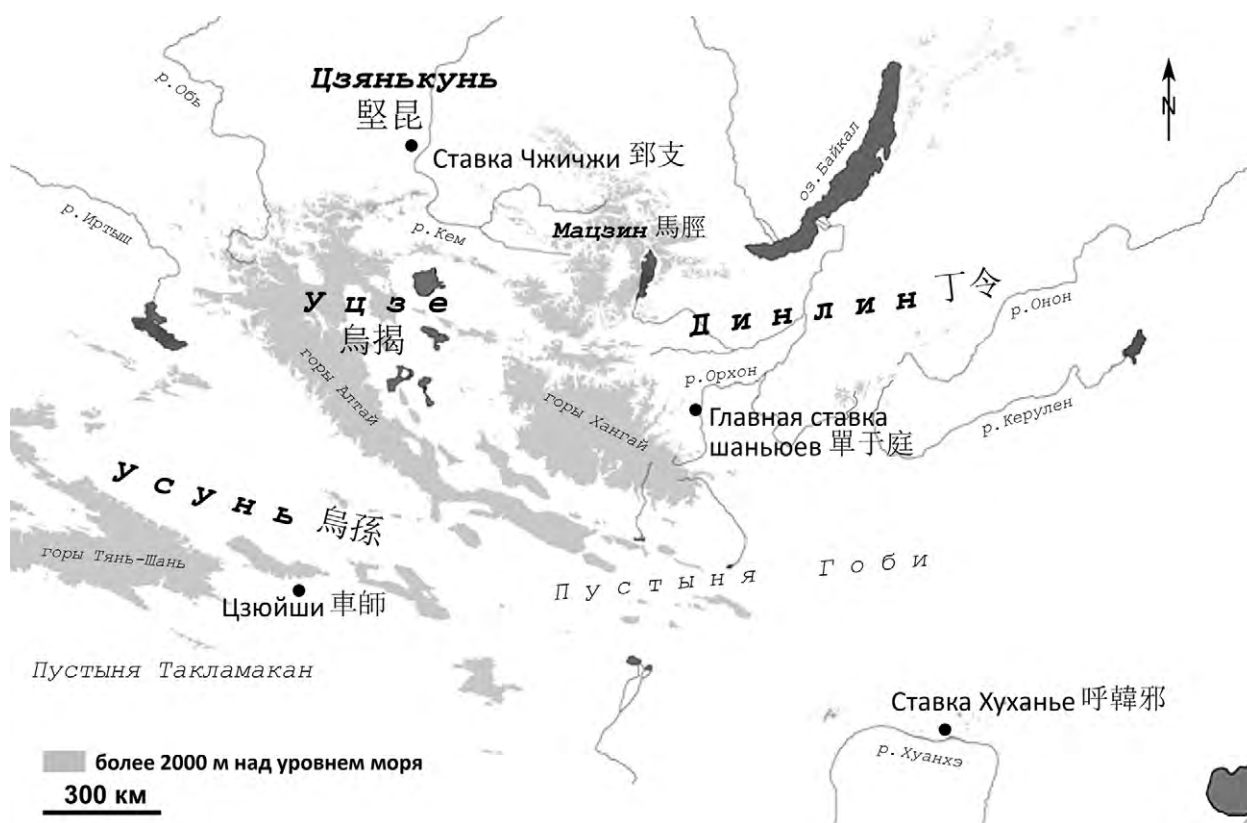 Цзянькунь
堅昆
Ставка Чжичжи 郅支
р.Обь
р.Иртыш
р.Кем
Мацзин 馬脛
оз.Байкал
N
Уцзе
烏揭
горы Алтай
Динлин 丁令
р.Онон
р.Орхон
р.Керулен
горы Хангай
Главная ставка
шаньюев 單于庭
Усунь 烏孫
горы Тянь-Шань
Цзюйши 車師
Пустыня Гоби
Пустыня Такламакан
Ставка Хуханье 呼韓邪
р.Хуанхэ
более 2000 м над уровнем моря
300 км